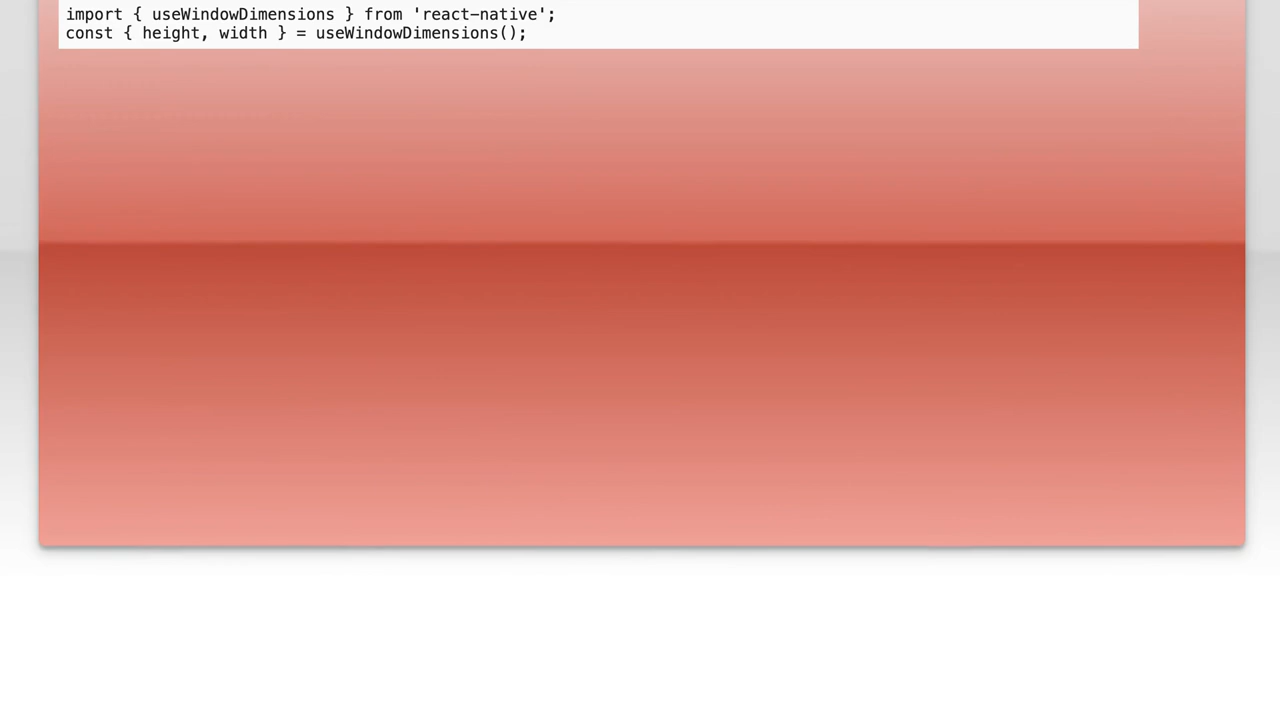 import { useWindowDimensions } from 'react-native';
const { height, width } = useWindowDimensions();